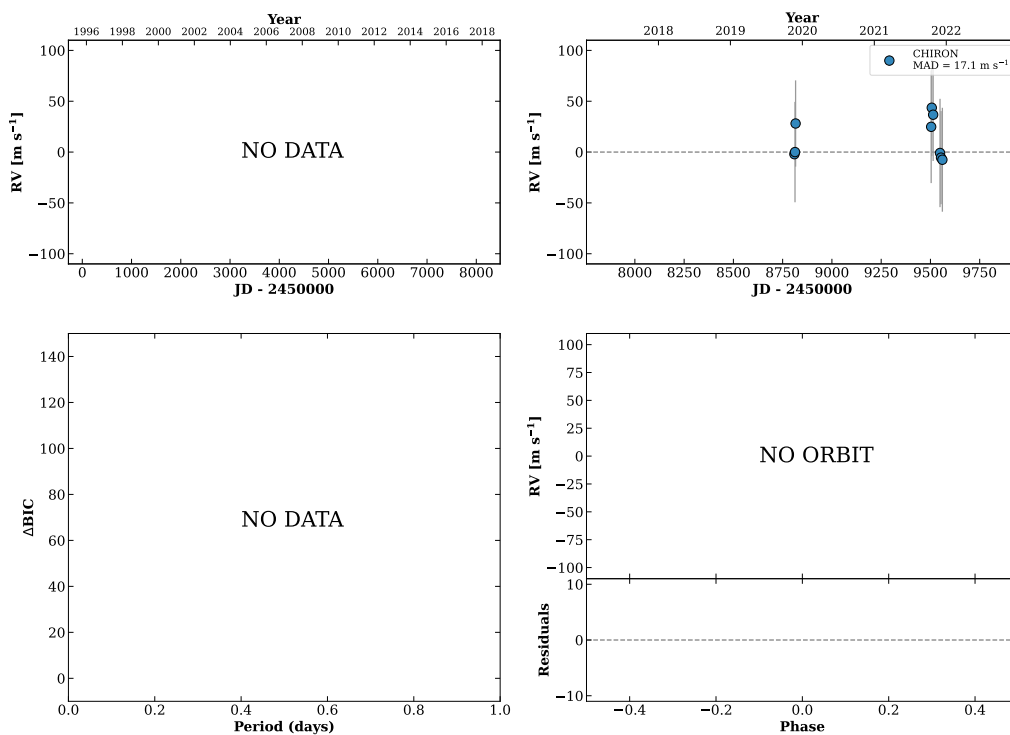 Year
1996 1998 2000 2002 2004 2006 2008 2010 2012 2014 2016 2018
RV [m s⁻¹]
100
50
0
−50
−100
NO DATA
0 1000 2000 3000 4000 5000 6000 7000 8000
JD - 2450000
Year
2018 2019 2020 2021 2022
RV [m s⁻¹]
100
50
0
−50
−100
CHIRON
MAD = 17.1 m s⁻¹
8000 8250 8500 8750 9000 9250 9500 9750
JD - 2450000
ΔBIC
140
120
100
80
60
40
20
0
NO DATA
0.0 0.2 0.4 0.6 0.8 1.0
Period (days)
RV [m s⁻¹]
100
75
50
25
0
−25
−50
−75
−100
NO ORBIT
Residuals
10
0
−10
−0.4 −0.2 0.0 0.2 0.4
Phase